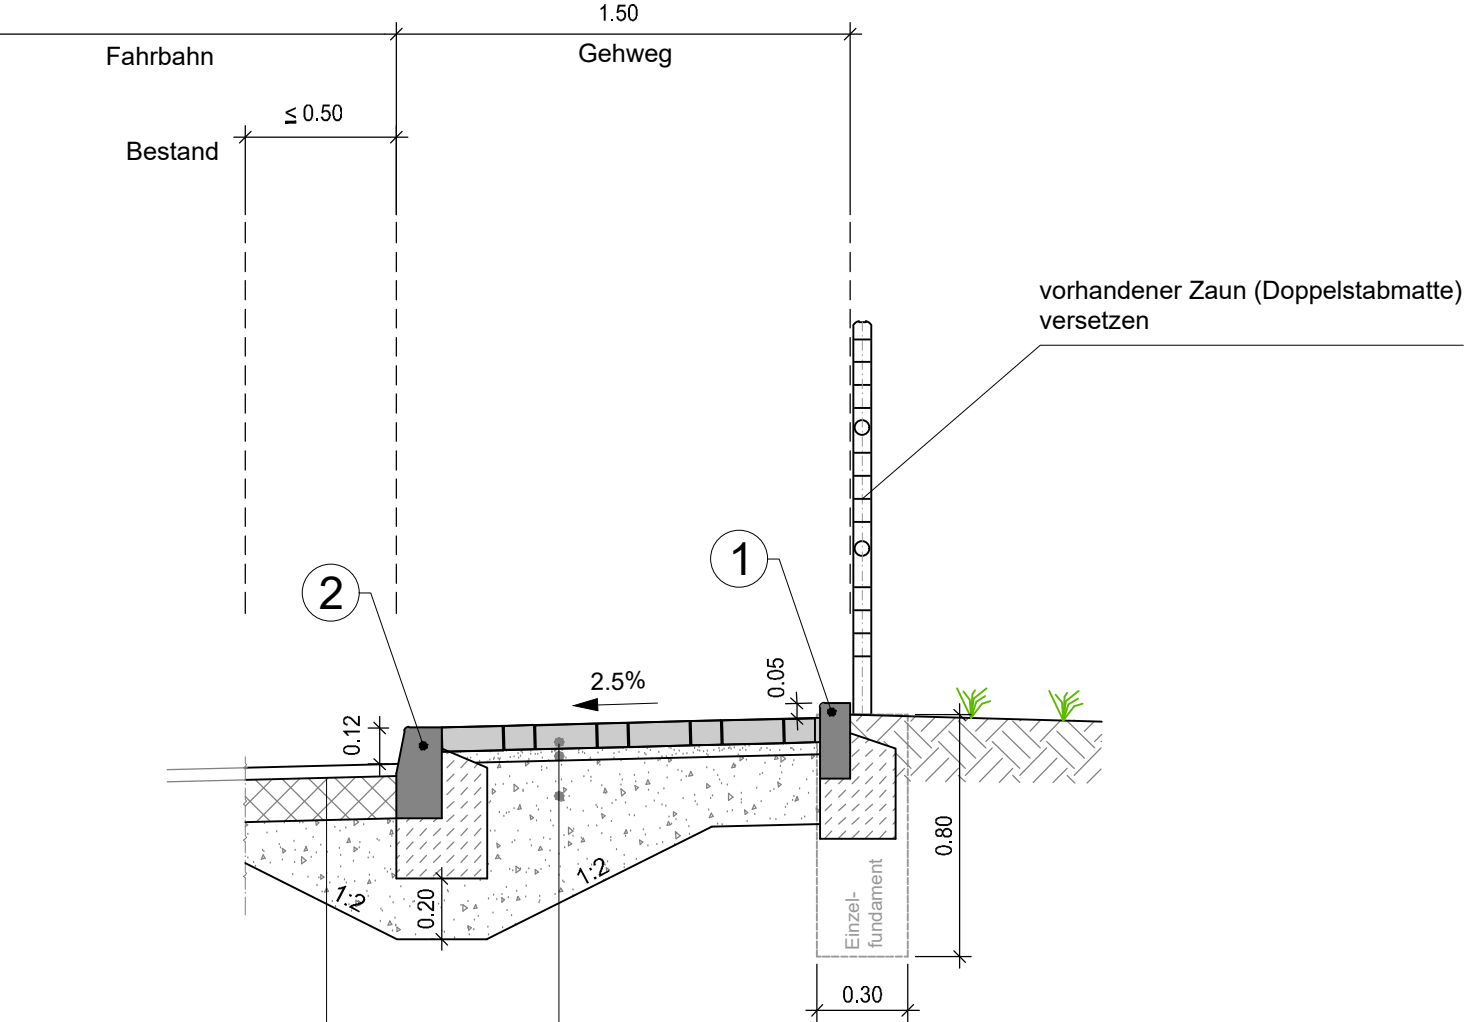 1.50
Fahrbahn
Gehweg
≤ 0.50
Bestand
vorhandener Zaun (Doppelstabmatte)
versetzen
1
2
2.5%
0.05
0.12
0.80
1:2
1:2
0.20
Einzel-
fundament
0.30